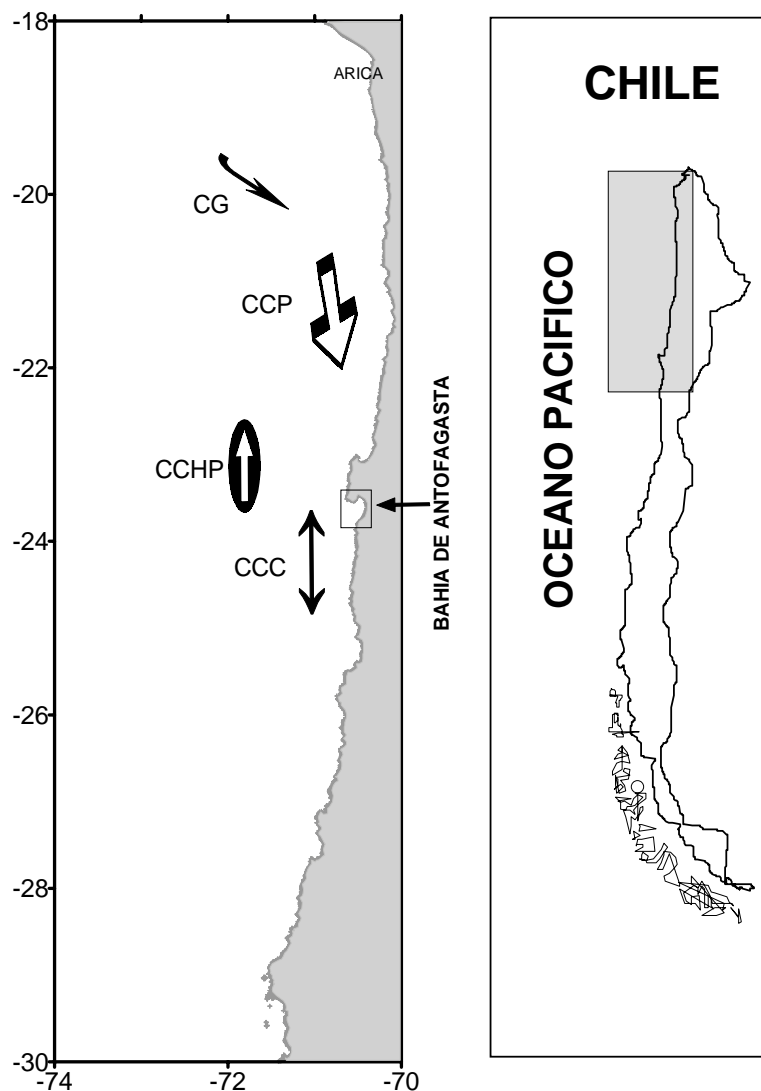 -18
-20
-22
-24
-26
-28
-30
-74
-72
-70
ARICA
CG
CCP
CCHP
CCC
BAHIA DE ANTOFAGASTA
CHILE
OCEANO PACIFICO